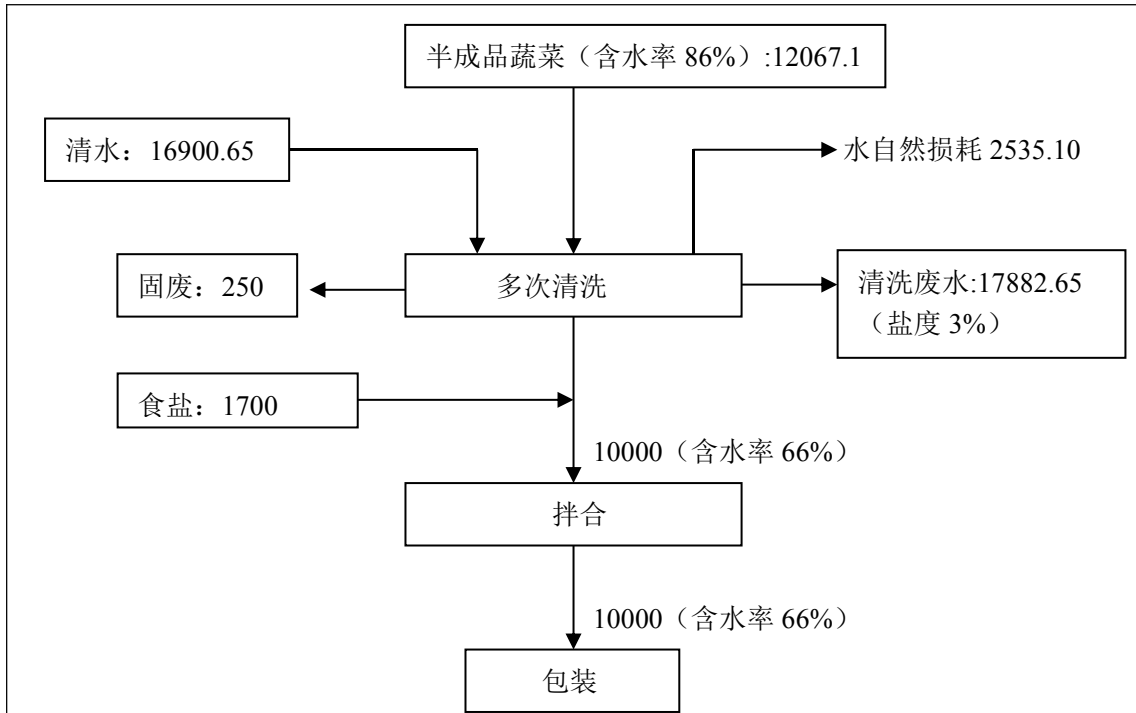 半成品蔬菜（含水率 86%）:12067.1
清水：16900.65
水自然损耗 2535.10
固废：250
多次清洗
清洗废水:17882.65
（盐度 3%）
食盐：1700
10000（含水率 66%）
拌合
10000（含水率 66%）
包装